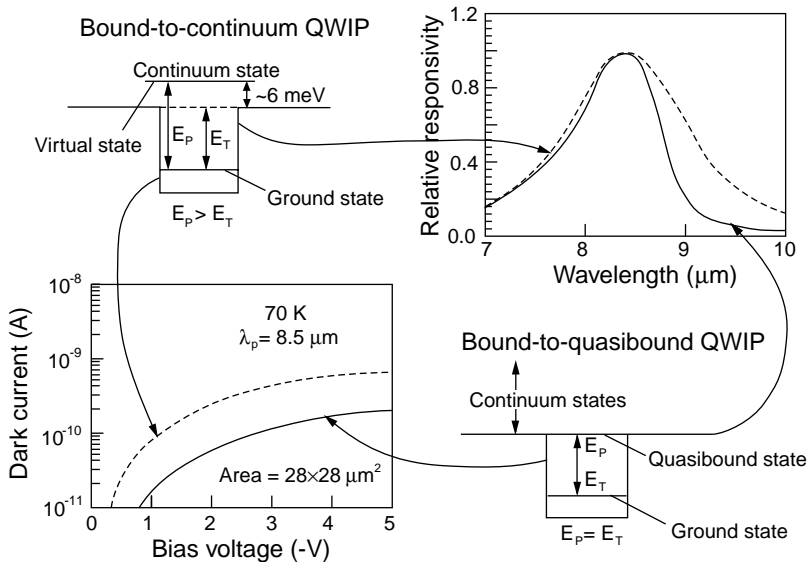 Bound-to-continuum QWIP
Continuum state
~6 meV
Virtual state
E_P
E_T
Ground state
E_P > E_T
Relative responsivity
1.2
1.0
0.8
0.4
0.0
7
8
9
10
Wavelength (μm)
Dark current (A)
10^-8
10^-9
10^-10
10^-11
70 K
λ_p = 8.5 μm
Area = 28×28 μm^2
0
1
2
3
4
5
Bias voltage (-V)
Bound-to-quasibound QWIP
Continuum states
E_P
Quasibound state
E_T
Ground state
E_P = E_T